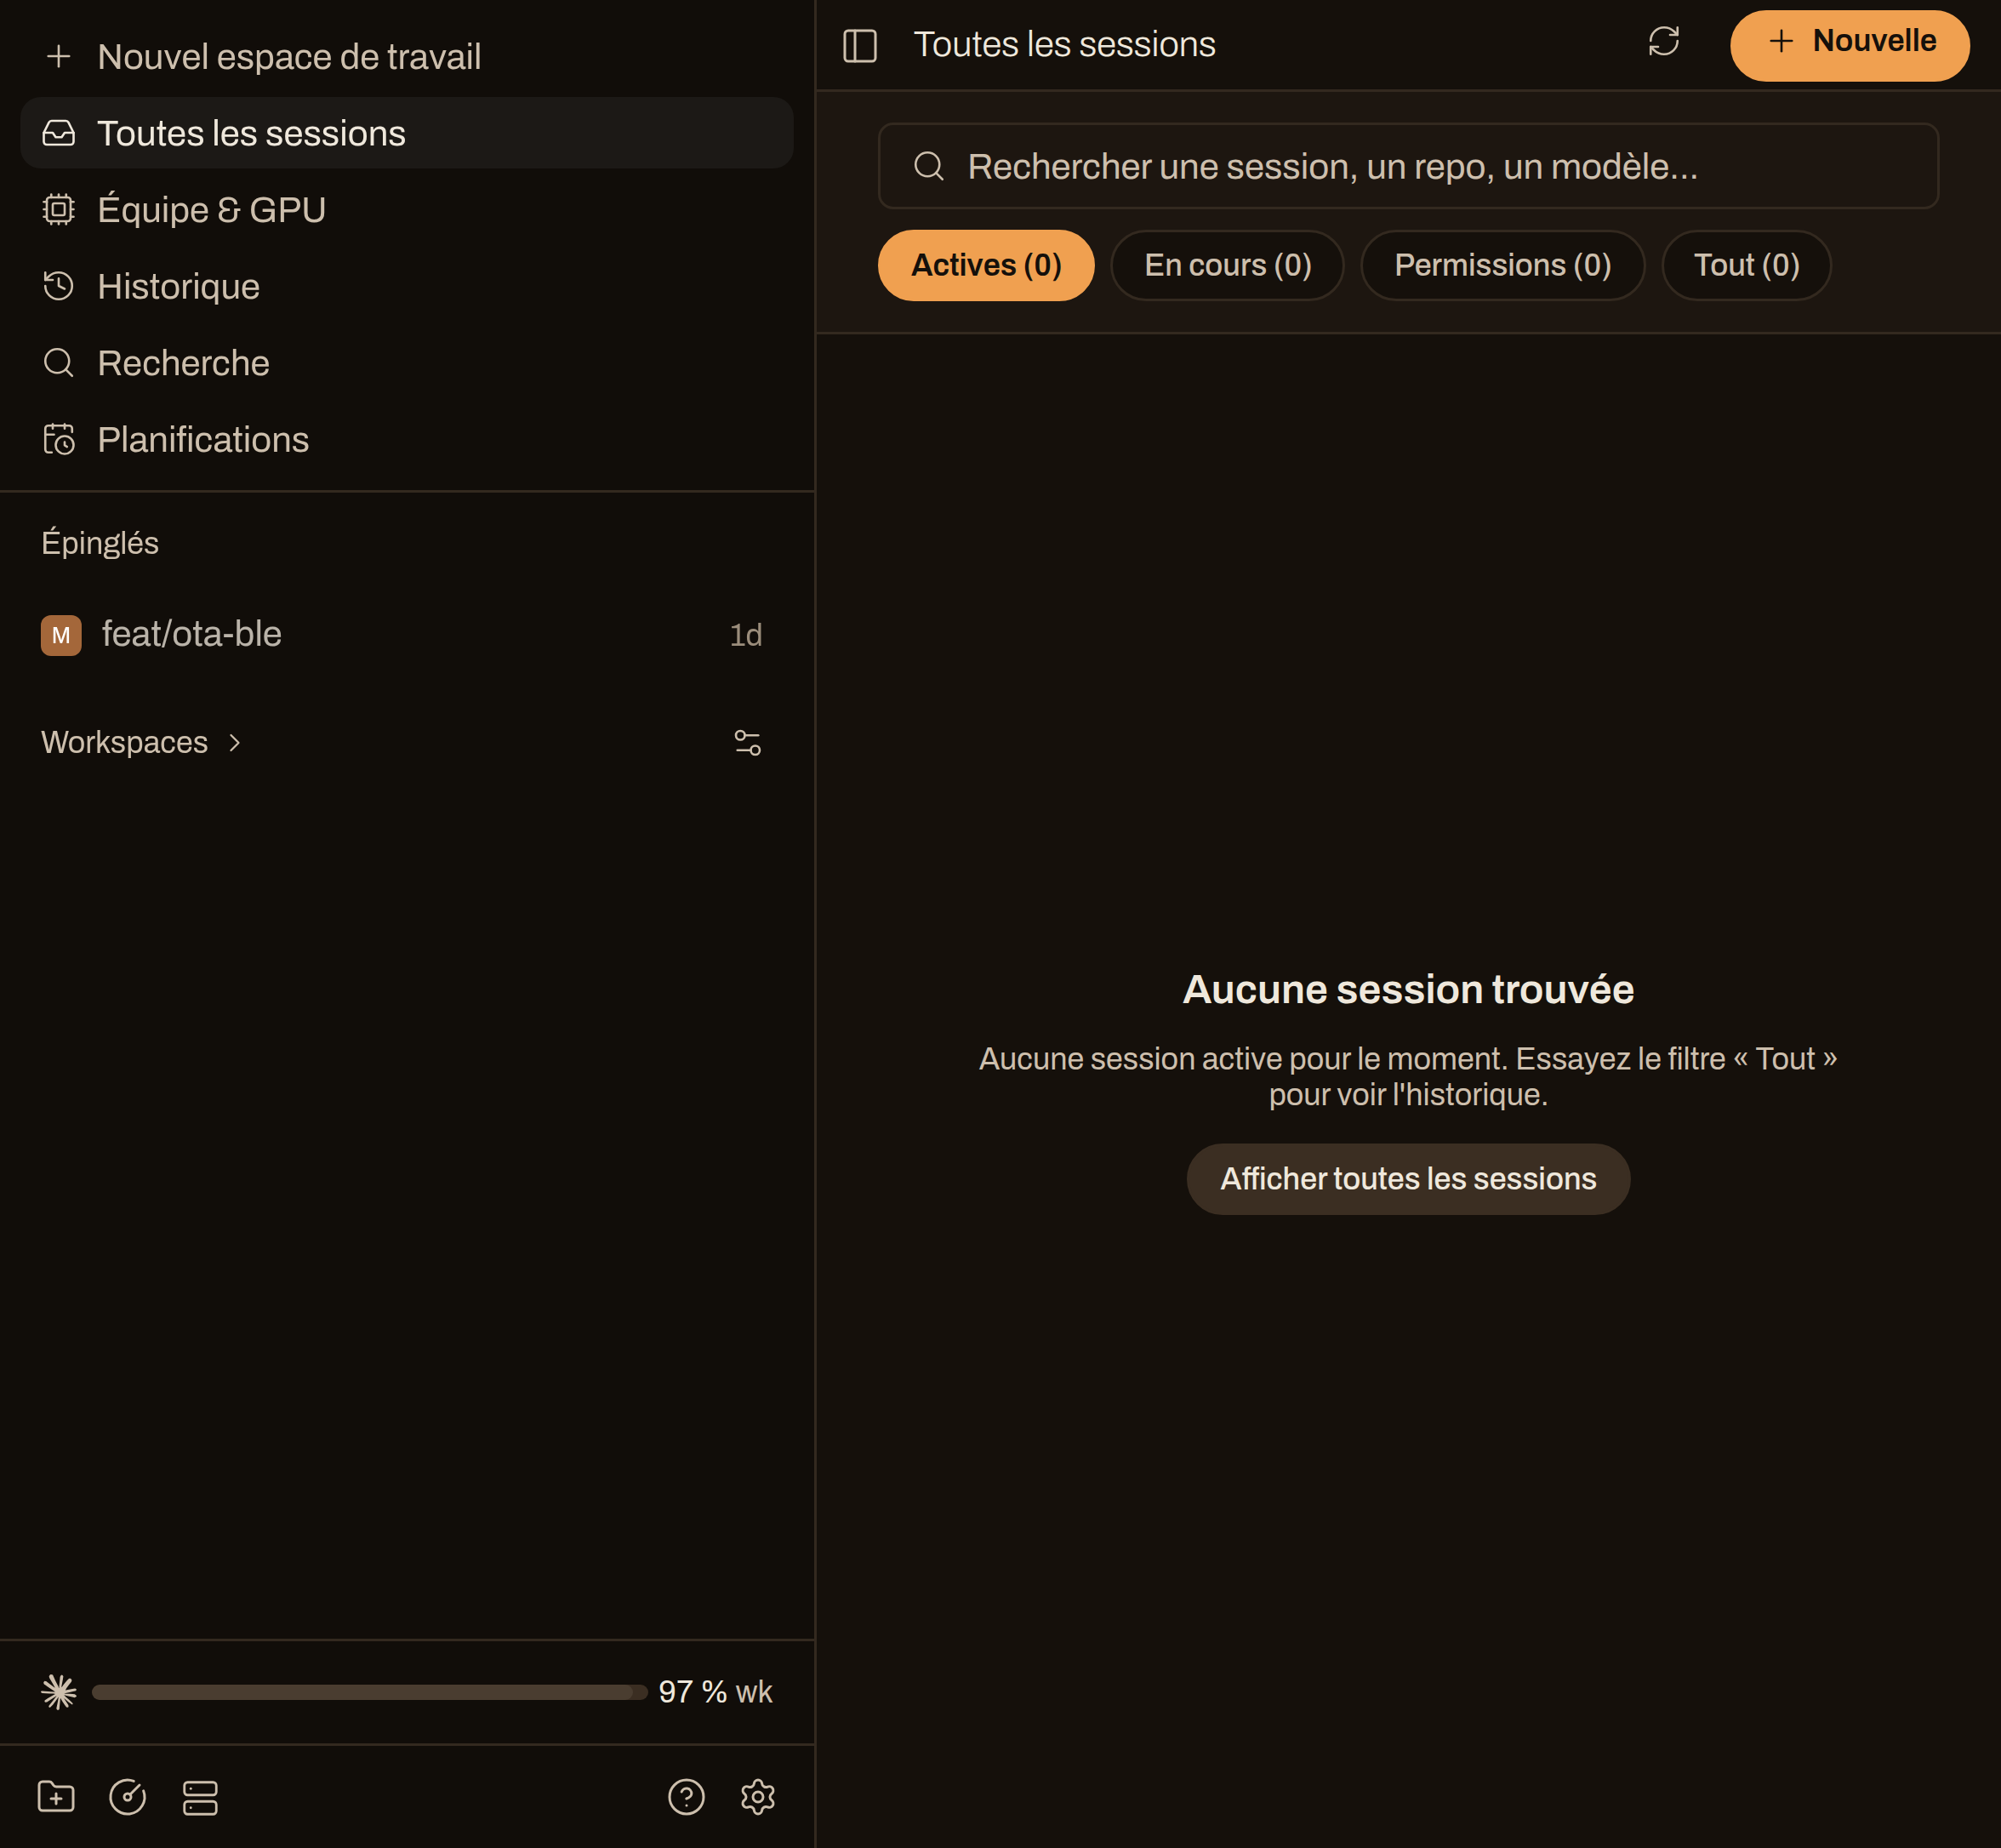 Nouvel espace de travail
Toutes les sessions
Équipe & GPU
Historique
Recherche
Planifications
Épinglés
M feat/ota-ble 1d
Workspaces
97 % wk
Toutes les sessions
Nouvelle
Rechercher une session, un repo, un modèle...
Actives (0) En cours (0) Permissions (0) Tout (0)
Aucune session trouvée
Aucune session active pour le moment. Essayez le filtre « Tout »
pour voir l'historique.
Afficher toutes les sessions